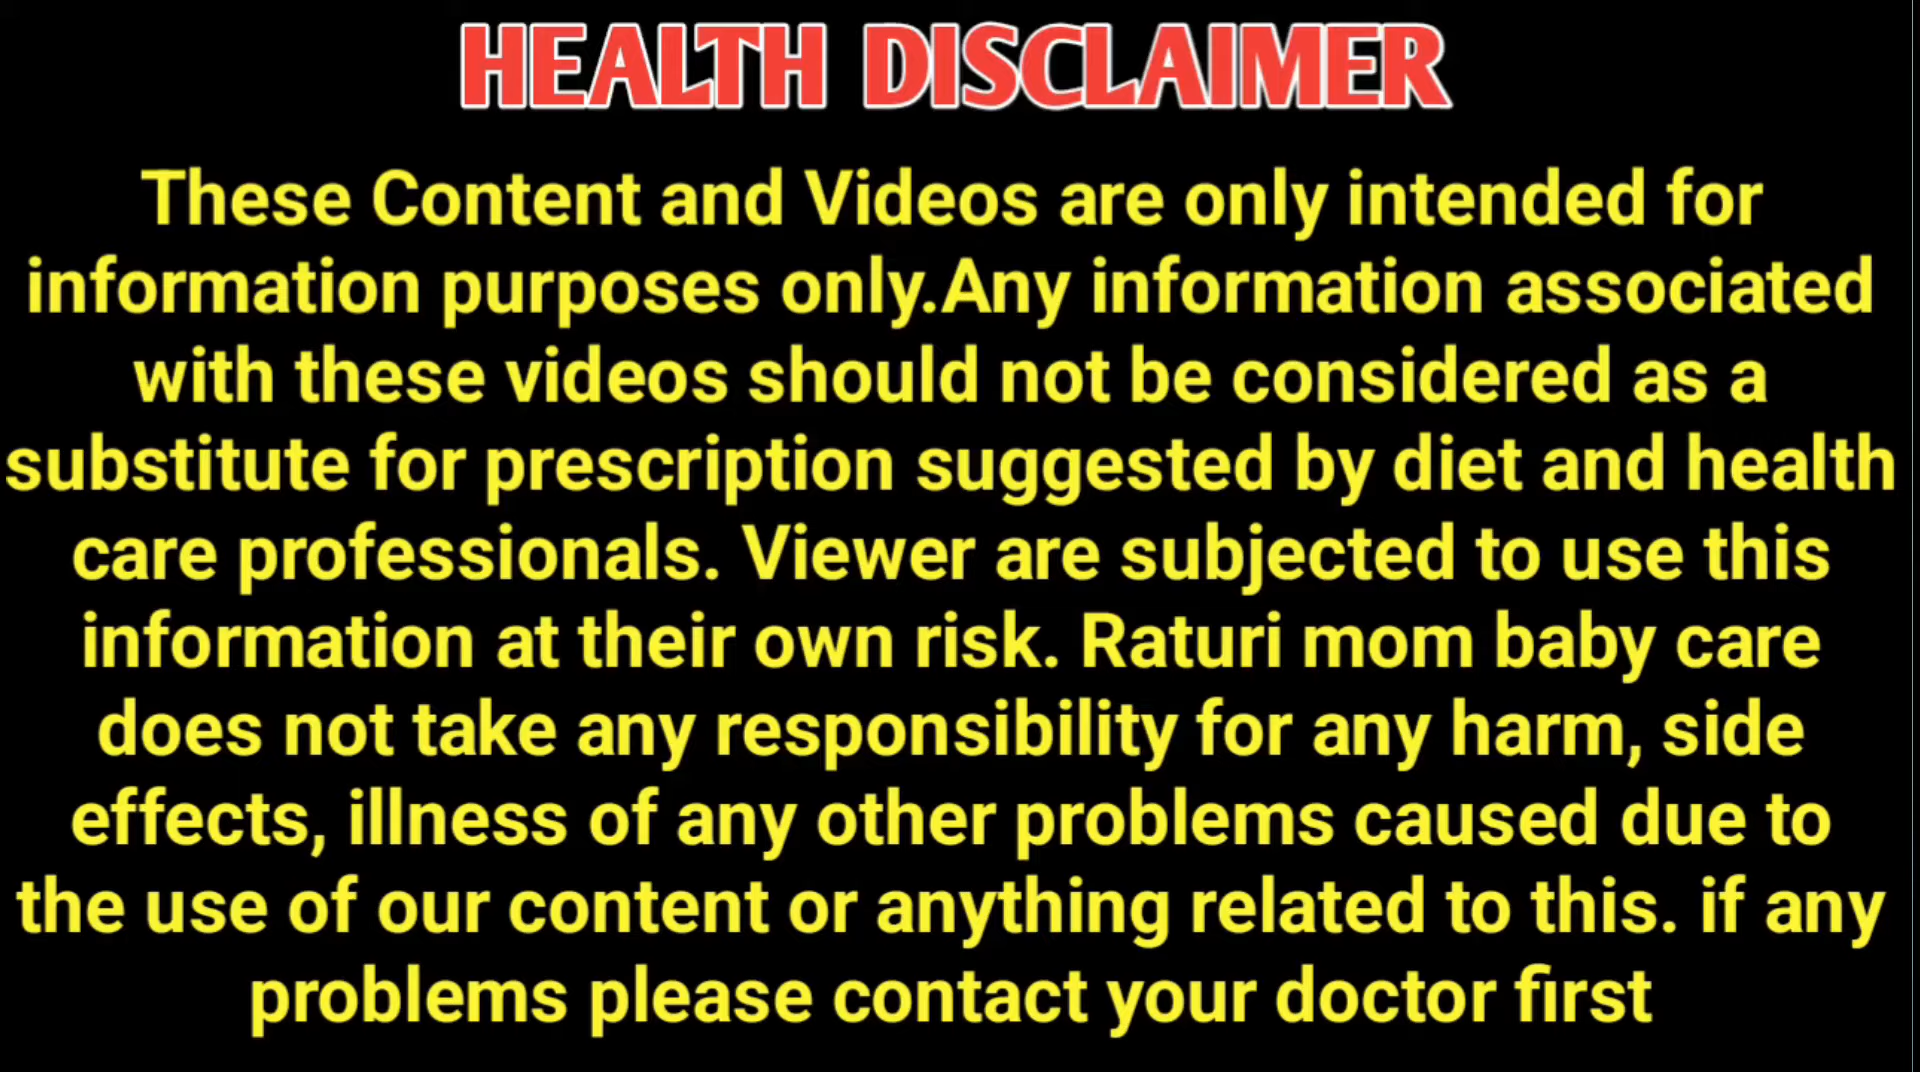 HEALTH DISCLAIMER
These Content and Videos are only intended for
information purposes only.Any information associated
with these videos should not be considered as a
substitute for prescription suggested by diet and health
care professionals. Viewer are subjected to use this
information at their own risk. Raturi mom baby care
does not take any responsibility for any harm, side
effects, illness of any other problems caused due to
the use of our content or anything related to this. if any
problems please contact your doctor first